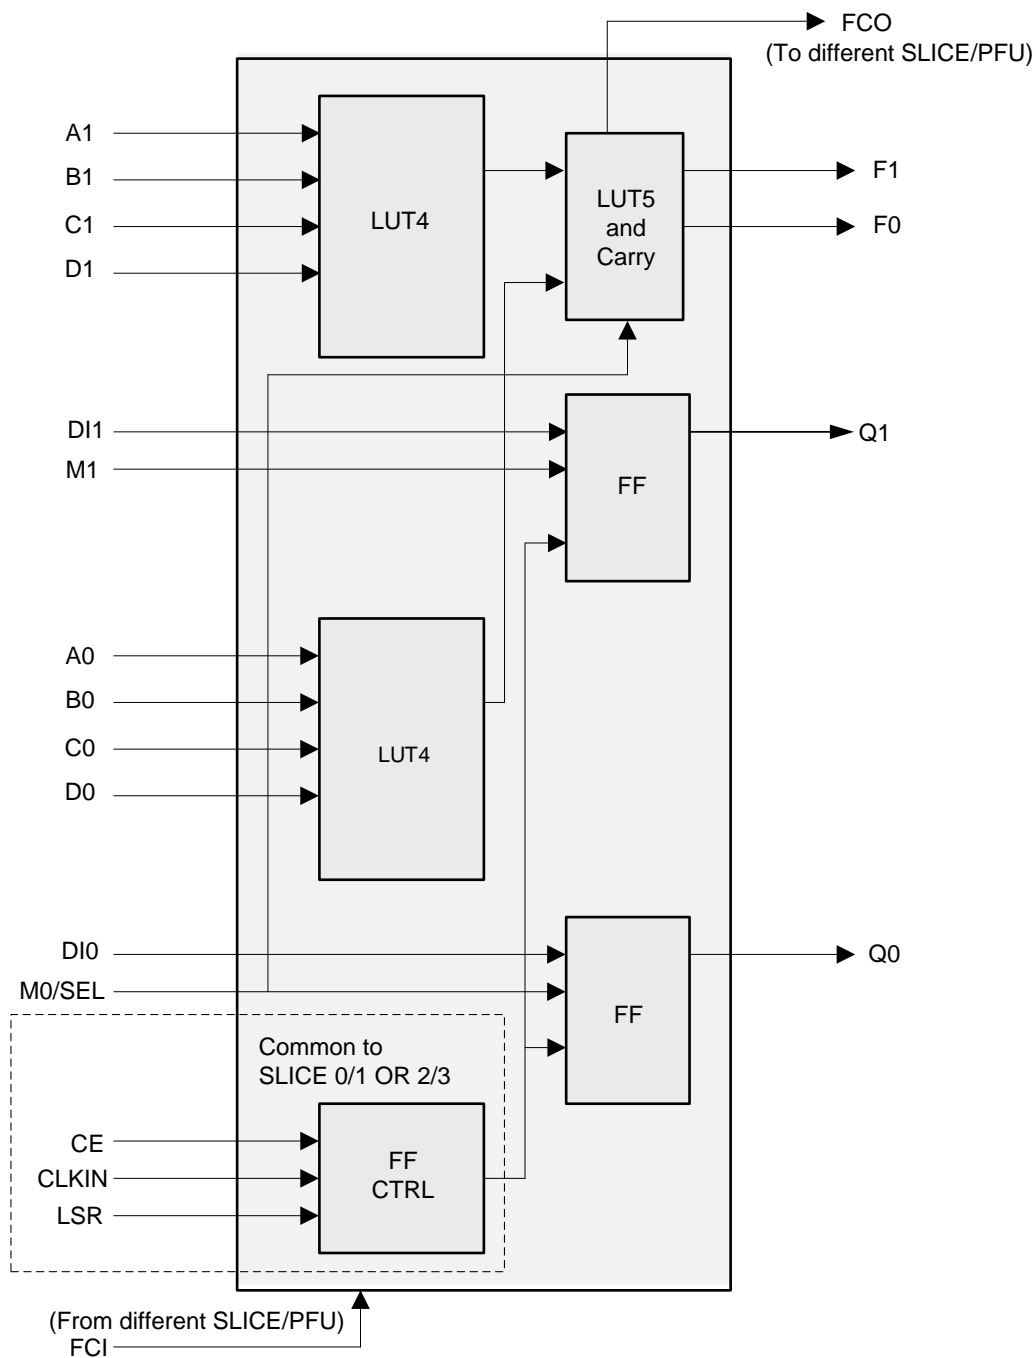 FCO
(To different SLICE/PFU)
A1
B1
C1
D1
LUT4
LUT5
and
Carry
F1
F0
DI1
M1
FF
Q1
A0
B0
C0
D0
LUT4
DI0
M0/SEL
FF
Q0
Common to
SLICE 0/1 OR 2/3
CE
CLKIN
LSR
FF
CTRL
(From different SLICE/PFU)
FCI